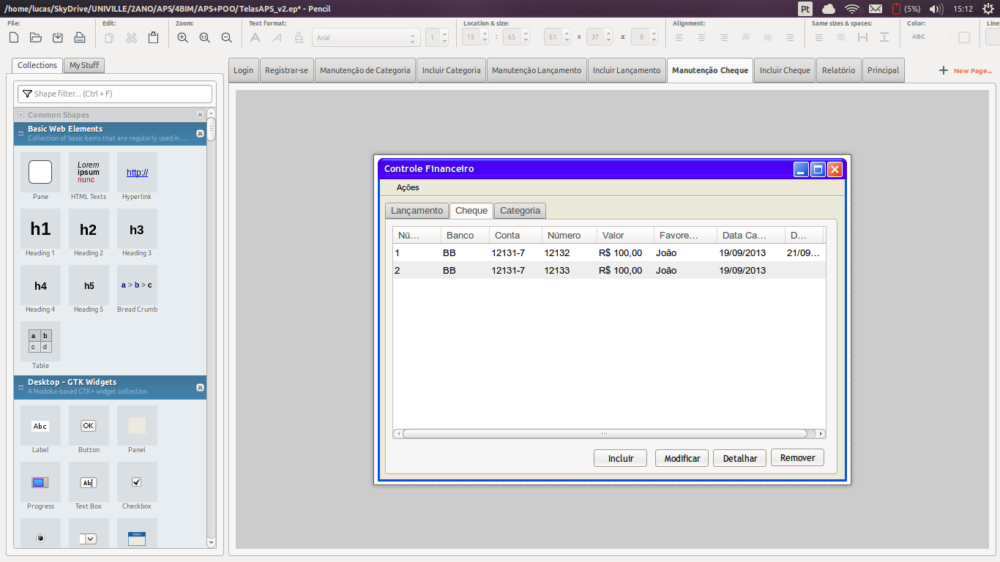 /home/lucas/SkyDrive/UNIVILLE/2ANO/APS/4BIM/APS+POO/TelasAPS_v2.ep* - Pencil
Pt (5%) 15:12
File: Edit: Zoom: Text format: Location & size: Alignment: Same sizes & spaces: Color: Line:
Arial 1 15 : 65 61 x 37 a: 0 ABC
Collections My Stuff
Login Registrar-se Manutenção de Categoria Incluir Categoria Manutenção Lançamento Incluir Lançamento Manutenção Cheque Incluir Cheque Relatório Principal New Page...
Shape filter... (Ctrl + F)
Common Shapes
Basic Web Elements
Collection of basic items that are regularly used in ...
Lorem
ipsum
nunc
http://
Pane HTML Texts Hyperlink
h1 h2 h3
Heading 1 Heading 2 Heading 3
h4 h5 a > b > c
Heading 4 Heading 5 Bread Crumb
a b
c d
Table
Desktop - GTK Widgets
A Nodoka-based GTK+ widget collection
Abc OK
Label Button Panel
Ab
Progress Text Box Checkbox
Controle Financeiro
Ações
Lançamento Cheque Categoria
Nú... Banco Conta Número Valor Favore... Data Ca... D...
1 BB 12131-7 12132 R$ 100,00 João 19/09/2013 21/09...
2 BB 12131-7 12133 R$ 100,00 João 19/09/2013
Incluir Modificar Detalhar Remover